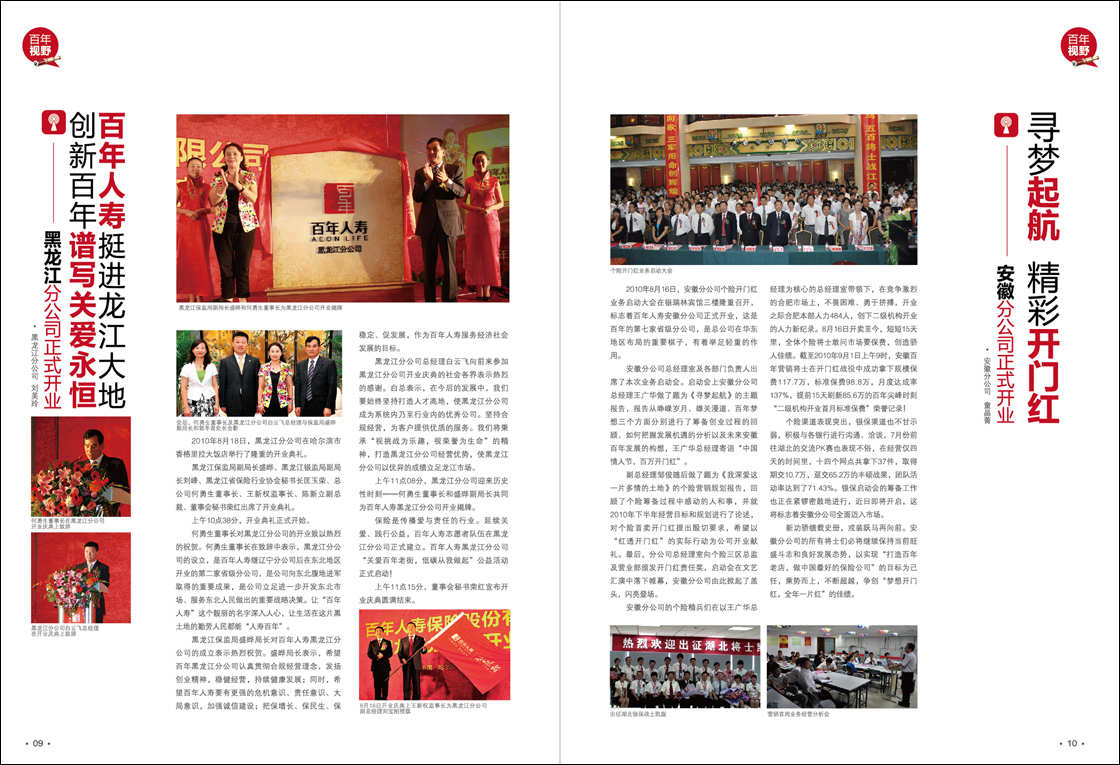 百年
视野
百年人寿挺进龙江大地
创新百年谱写关爱永恒
黑龙江分公司正式开业
• 黑龙江分公司 刘美玲
限公司
百年
百年人寿
AEON LIFE
黑龙江分公司
黑龙江保监局副局长盛晔和何勇生董事长为黑龙江分公司开业揭牌
会后，何勇生董事长及黑龙江分公司白云飞总经理与保监局盛晔
副局长和郭孝荷处长合影
何勇生董事长在黑龙江分公司
开业庆典上致辞
黑龙江分公司白云飞总经理
在开业庆典上致辞
2010年8月18日，黑龙江分公司在哈尔滨市
香格里拉大饭店举行了隆重的开业典礼。
黑龙江保监局副局长盛晔、黑龙江银监局副局
长刘峰、黑龙江省保险行业协会秘书长匡玉荣、总
公司何勇生董事长、王新权监事长、陈新立副总
裁、董事会秘书荣红出席了开业典礼。
上午10点38分，开业典礼正式开始。
何勇生董事长对黑龙江分公司的开业致以热烈
的祝贺。何勇生董事长在致辞中表示，黑龙江分公
司的设立，是百年人寿继辽宁分公司后在东北地区
开业的第二家省级分公司，是公司向东北腹地进军
取得的重要成果，是公司立足进一步开发东北市
场、服务东北人民做出的重要战略决策。让“百年
人寿”这个靓丽的名字深入人心，让生活在这片黑
土地的勤劳人民都能“人寿百年”。
黑龙江保监局盛晔局长对百年人寿黑龙江分
公司的成立表示热烈祝贺。盛晔局长表示，希望
百年黑龙江分公司认真贯彻合规经营理念，发扬
创业精神，稳健经营，持续健康发展；同时，希
望百年人寿要有更强的危机意识、责任意识、大
局意识，加强诚信建设；把保增长、保民生、保
稳定、促发展，作为百年人寿服务经济社会
发展的目标。
黑龙江分公司总经理白云飞向前来参加
黑龙江分公司开业庆典的社会各界表示热烈
的感谢。白总表示，在今后的发展中，我们
要始终坚持打造人才高地，使黑龙江分公司
成为系统内乃至行业内的优秀公司。坚持合
规经营，为客户提供优质的服务。我们将秉
承“视挑战为乐趣，视荣誉为生命”的精
神，打造黑龙江分公司经营优势，使黑龙江
分公司以优异的成绩立足龙江市场。
上午11点08分，黑龙江分公司迎来历史
性时刻——何勇生董事长和盛晔副局长共同
为百年人寿黑龙江分公司开业揭牌。
保险是传播爱与责任的行业。延续关
爱、践行公益，百年人寿志愿者队伍在黑龙
江分公司正式建立。百年人寿黑龙江分公司
“关爱百年老街，低碳从我做起”公益活动
正式启动！
上午11点15分，董事会秘书荣红宣布开
业庆典圆满结束。
百年人寿保险股份有
8月18日开业庆典上王新权监事长为黑龙江分公司
副总经理刘宝刚授旗
• 09 •
百年
视野
寻梦起航 精彩开门红
安徽分公司正式开业
• 安徽分公司 童晶菁
个险开门红业务启动大会
2010年8月16日，安徽分公司个险开门红
业务启动大会在银瑞林宾馆三楼隆重召开，
标志着百年人寿安徽分公司正式开业，这是
百年的第七家省级分公司，是总公司在华东
地区布局的重要棋子，有着举足轻重的作
用。
安徽分公司总经理室及各部门负责人出
席了本次业务启动会。启动会上安徽分公司
总经理王广华做了题为《寻梦起航》的主题
报告，报告从峥嵘岁月、雄关漫道、百年梦
想三个方面分别进行了筹备创业过程的回
顾、如何把握发展机遇的分析以及未来安徽
百年发展的构想，王广华总经理寄语“中国
情人节，百万开门红”。
副总经理邹俊随后做了题为《我深爱这
一片多情的土地》的个险营销规划报告，回
顾了个险筹备过程中感动的人和事，并就
2010年下半年经营目标和规划进行了论述，
对个险首卖开门红提出殷切要求，希望以
“红透开门红”的实际行动为公司开业献
礼。最后，分公司总经理室向个险三区总监
及营业部颁发开门红责任奖，启动会在文艺
汇演中落下帷幕，安徽分公司由此掀起了盖
头，闪亮登场。
安徽分公司的个险精兵们在以王广华总
经理为核心的总经理室带领下，在竞争激烈
的合肥市场上，不畏困难、勇于拼搏，开业
之际合肥本部人力484人，创下二级机构开业
的人力新纪录。8月16日开卖至今，短短15天
里，全体个险将士敢问市场要保费，创造骄
人佳绩。截至2010年9月1日上午9时，安徽百
年营销将士在开门红战役中成功拿下规模保
费117.7万，标准保费98.8万，月度达成率
137%，提前15天刷新85.6万的百年尖峰时刻
“二级机构开业首月标准保费”荣誉记录！
个险渠道表现突出，银保渠道也不甘示
弱，积极与各银行进行沟通、洽谈，7月份前
往湖北的交流PK赛也表现不俗，在经营仅四
天的时间里，十四个网点共拿下37件，取得
期交10.7万，趸交65.2万的丰硕战果，团队活
动率达到了71.43%。银保启动会的筹备工作
也正在紧锣密鼓地进行，近日即将开启，这
将标志着安徽分公司全面迈入市场。
新功骄绩载史册，戎装跃马再向前。安
徽分公司的所有将士们必将继续保持当前旺
盛斗志和良好发展态势，以实现“打造百年
老店，做中国最好的保险公司”的目标为己
任，乘势而上，不断超越，争创“梦想开门
红，全年一片红”的佳绩。
热烈欢迎出征湖北将士凯
出征湖北银保战士凯旋
营销首周业务经营分析会
• 10 •